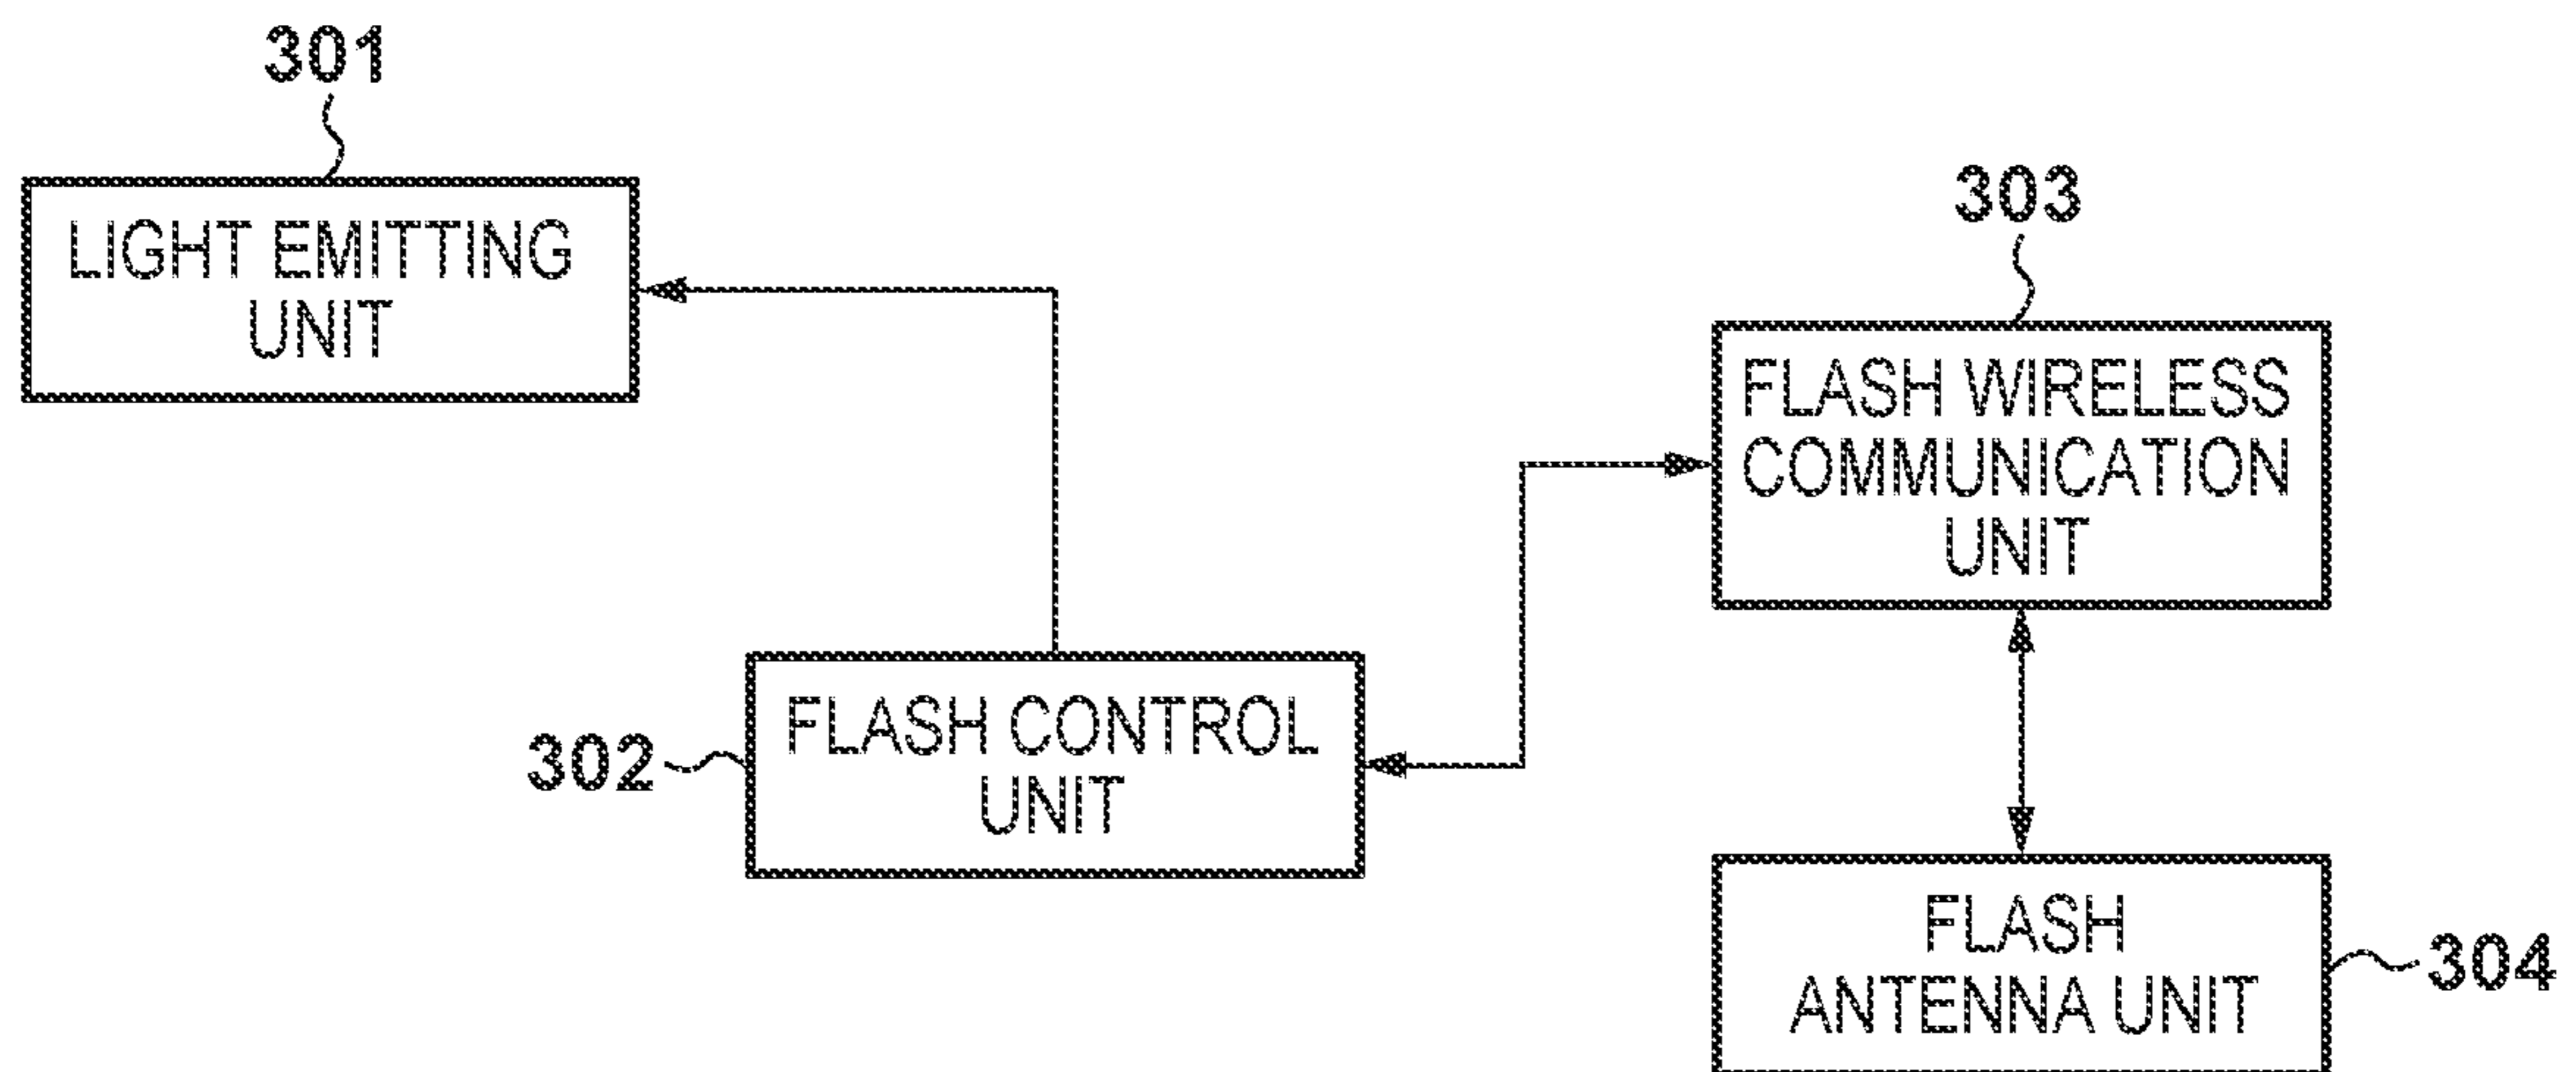 301
LIGHT EMITTING
UNIT
303
FLASH WIRELESS
COMMUNICATION
UNIT
302
FLASH CONTROL
UNIT
FLASH
ANTENNA UNIT
304